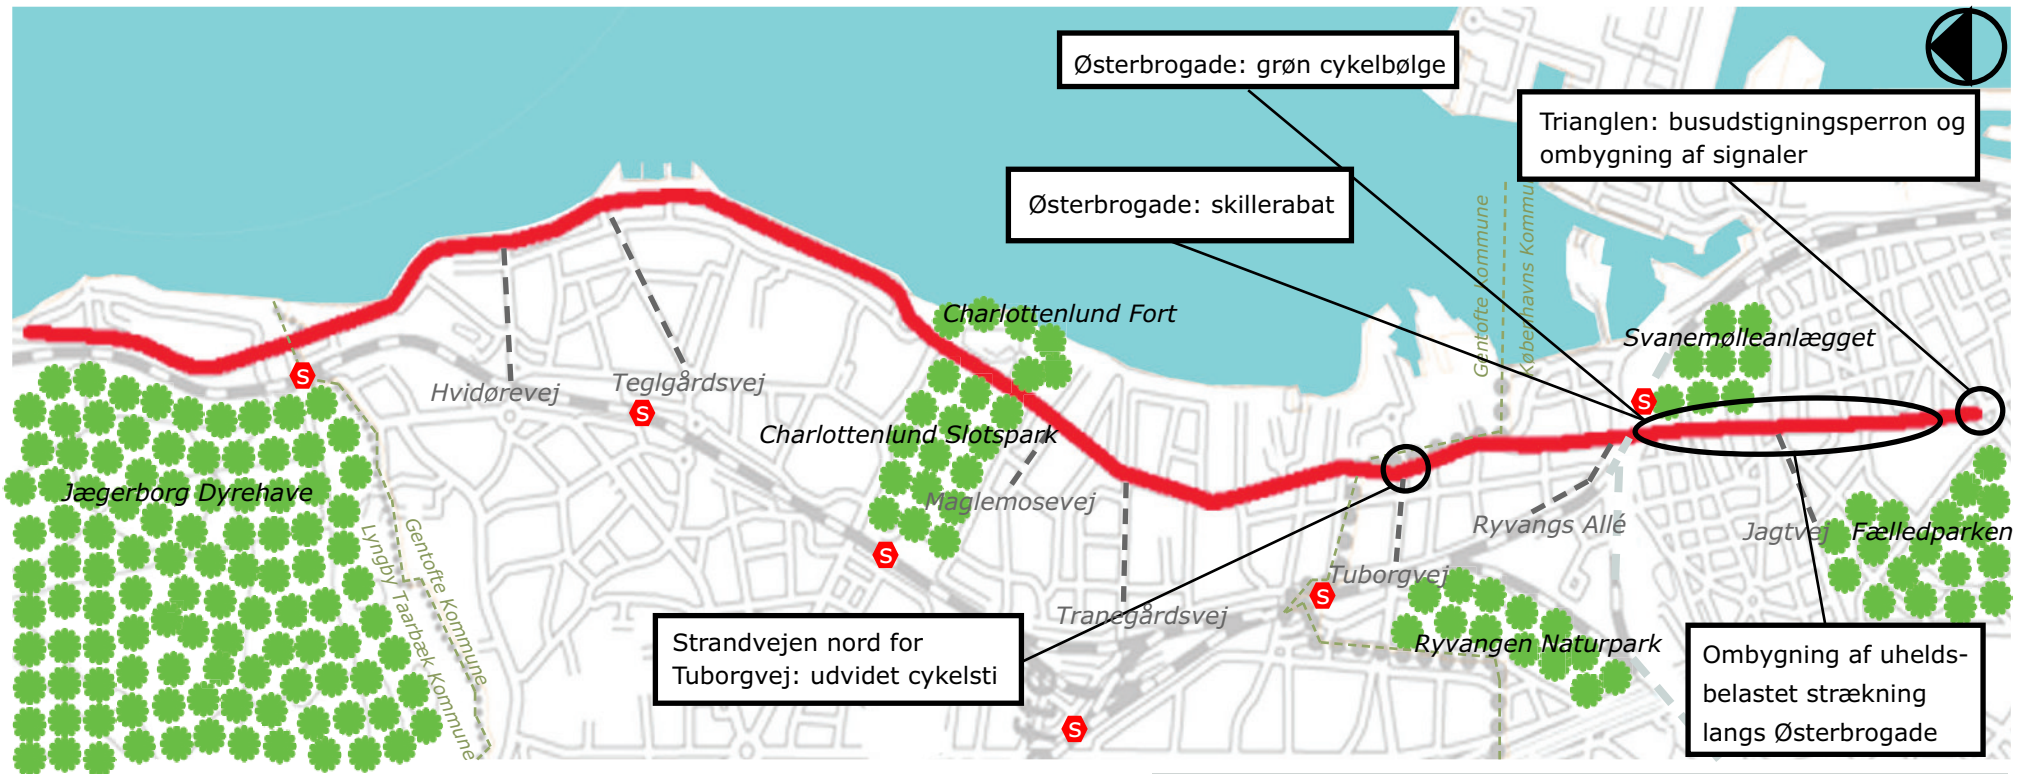 Østerbrogade: grøn cykelbølge
Trianglen: busudstigningsperron og
ombygning af signaler
Østerbrogade: skillerabat
Gentofte Kommune
Københavns Kommune
Charlottenlund Fort
Svanemølleanlægget
S
S
S
Hvidørevej
Teglgårdsvej
Charlottenlund Slotspark
Jægerborg Dyrehave
Maglemosevej
Ryvangs Allé
Jagtvej
Fælledparken
Lyngby Taarbæk Kommune
Gentofte Kommune
S
Tuborgvej
S
Tranegårdsvej
Ryvangen Naturpark
Strandvejen nord for
Tuborgvej: udvidet cykelsti
Ombygning af uhelds-
belastet strækning
langs Østerbrogade
S